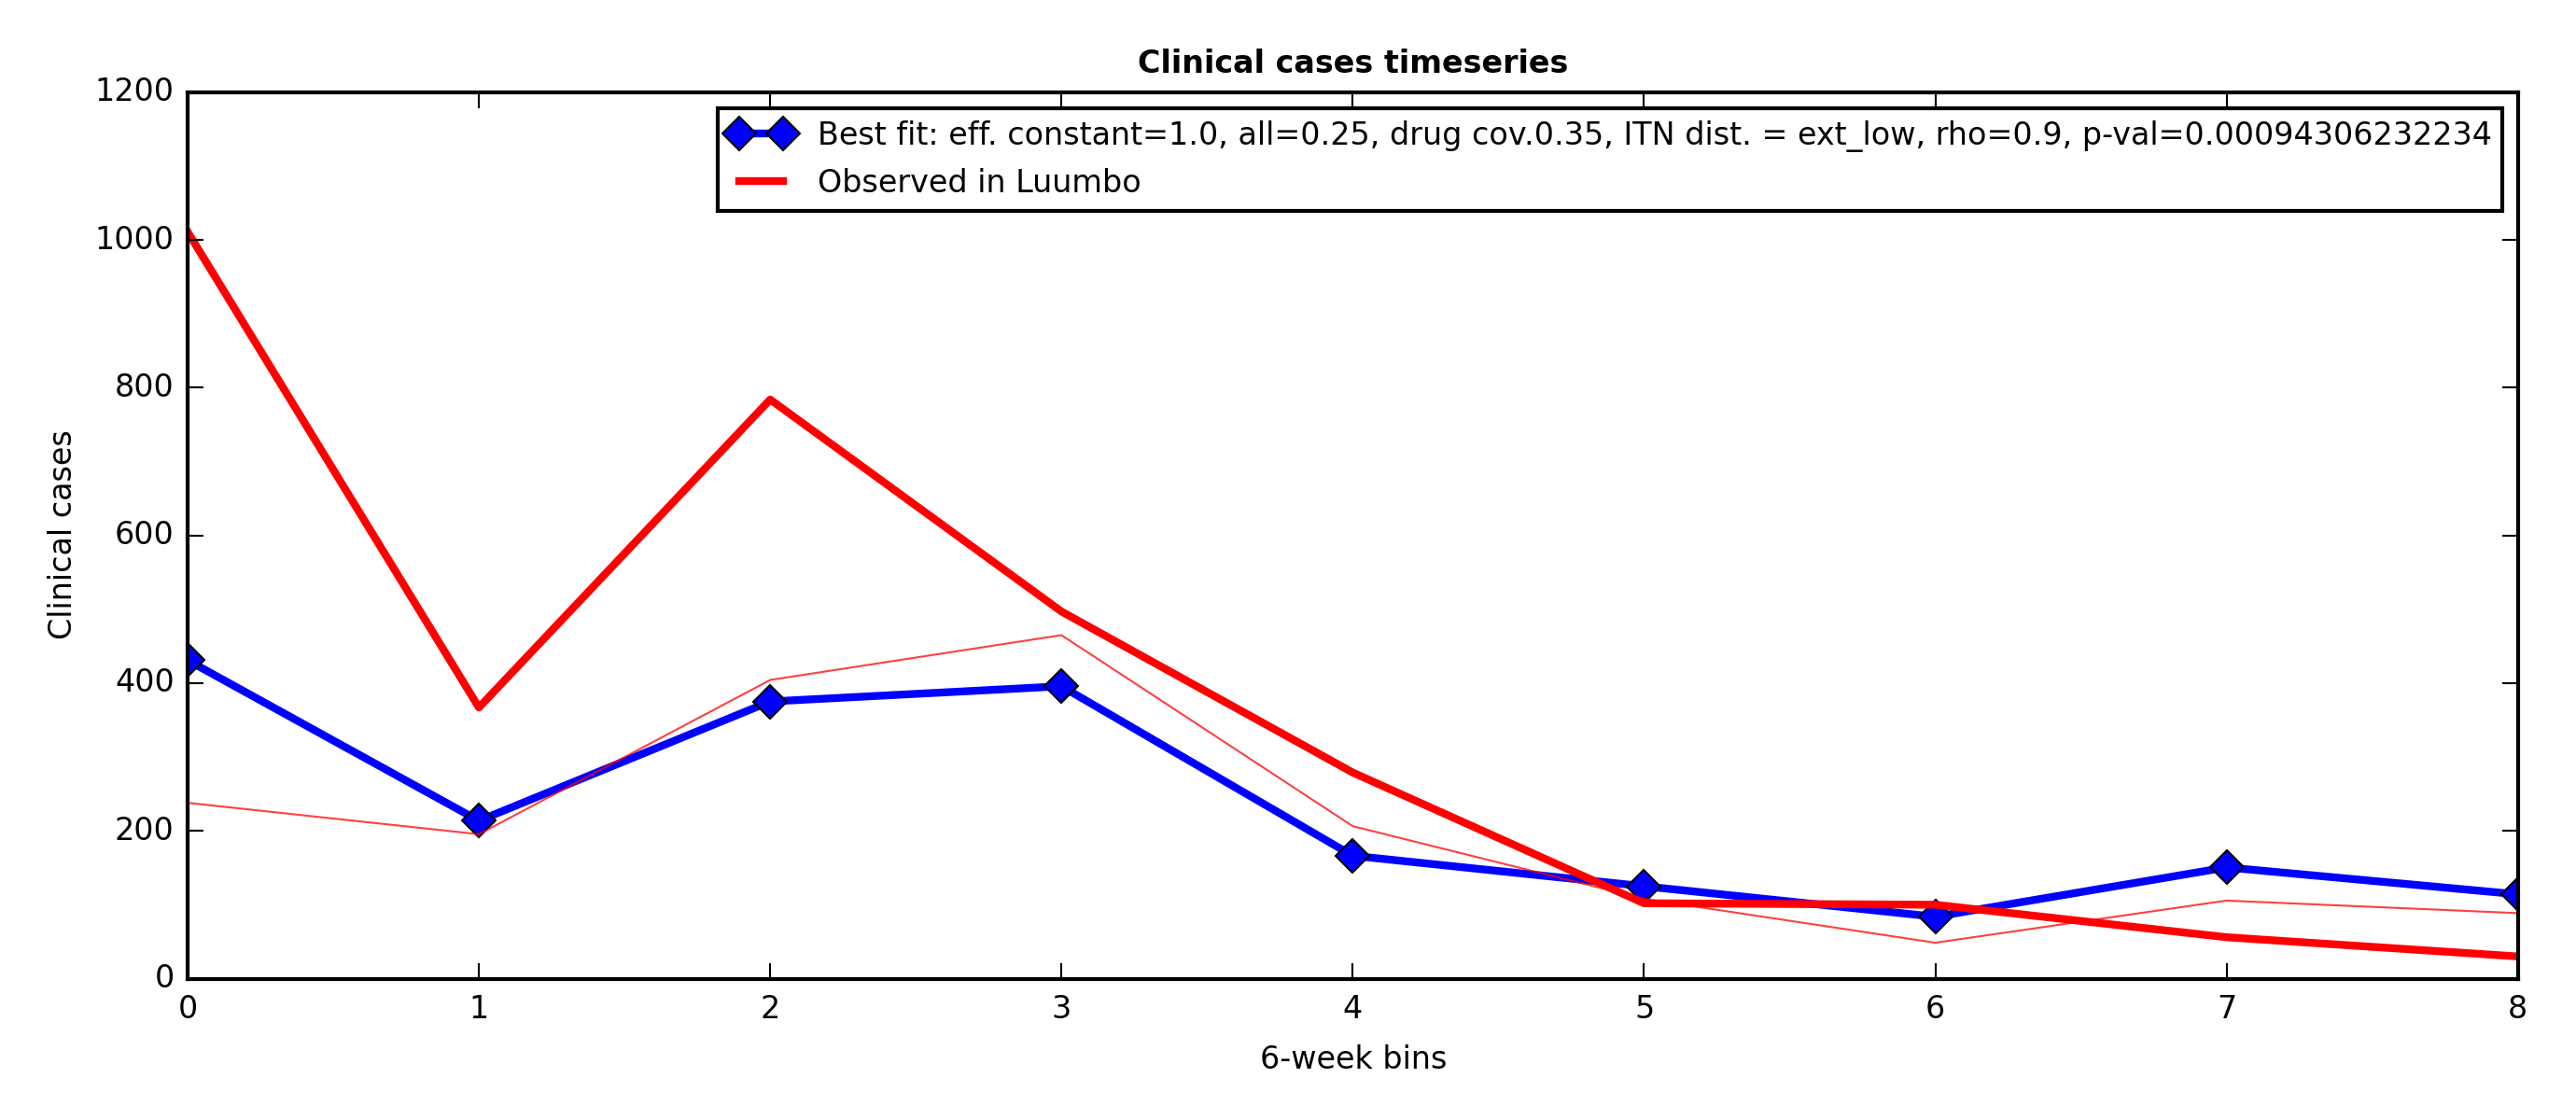 Clinical cases timeseries
1200
1000
800
600
400
200
0
Clinical cases
Best fit: eff. constant=1.0, all=0.25, drug cov.0.35, ITN dist. = ext_low, rho=0.9, p-val=0.00094306232234
Observed in Luumbo
0 1 2 3 4 5 6 7 8
6-week bins